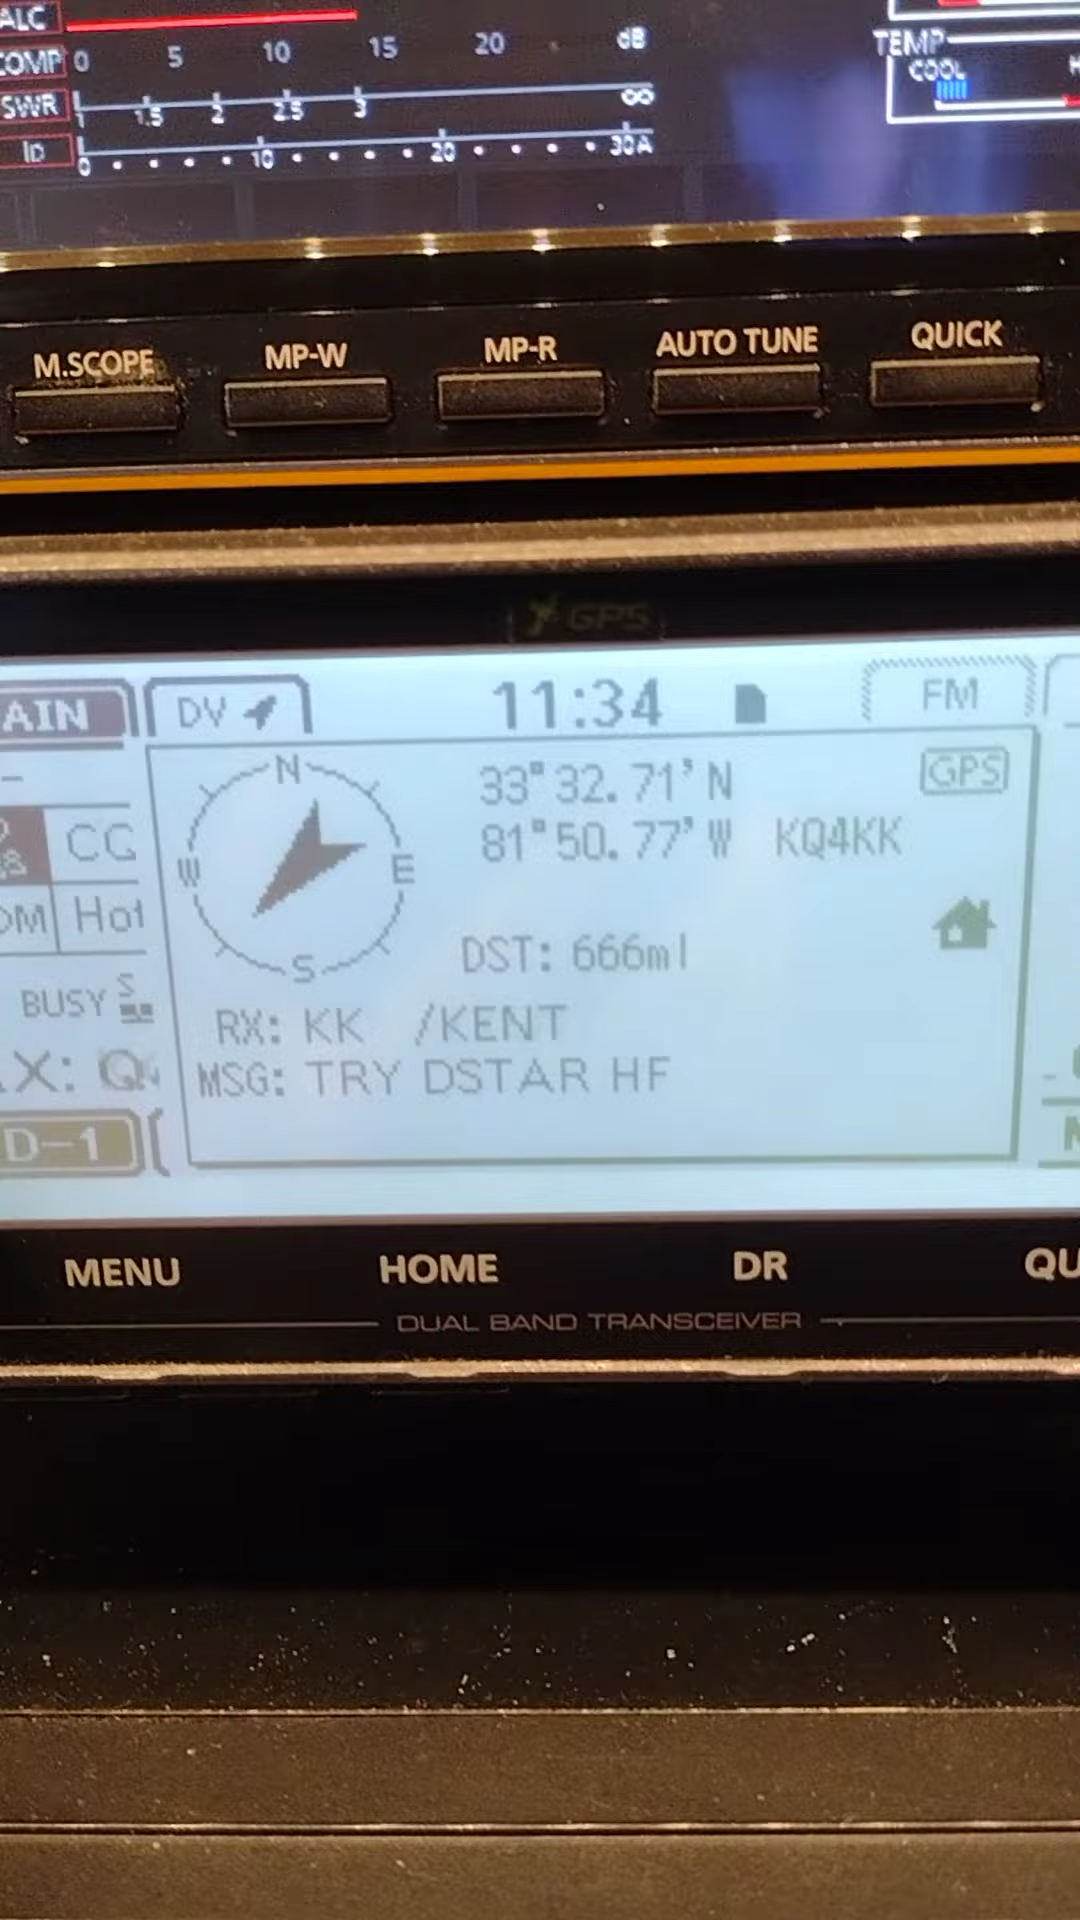 ALC
COMP 0 5 10 15 20 dB
SWR 1 1.5 2 2.5 3 ∞
ID 0 10 20 30A
TEMP
COOL H
M.SCOPE MP-W MP-R AUTO TUNE QUICK
GPS
AIN DV 11:34 FM
N
W E
S
33°32.71'N GPS
81°50.77' W KQ4KK
CG
Hot
DST: 666ml
BUSY S
RX: KK /KENT
X:
MSG: TRY DSTAR HF
D-1
MENU HOME DR QU
DUAL BAND TRANSCEIVER